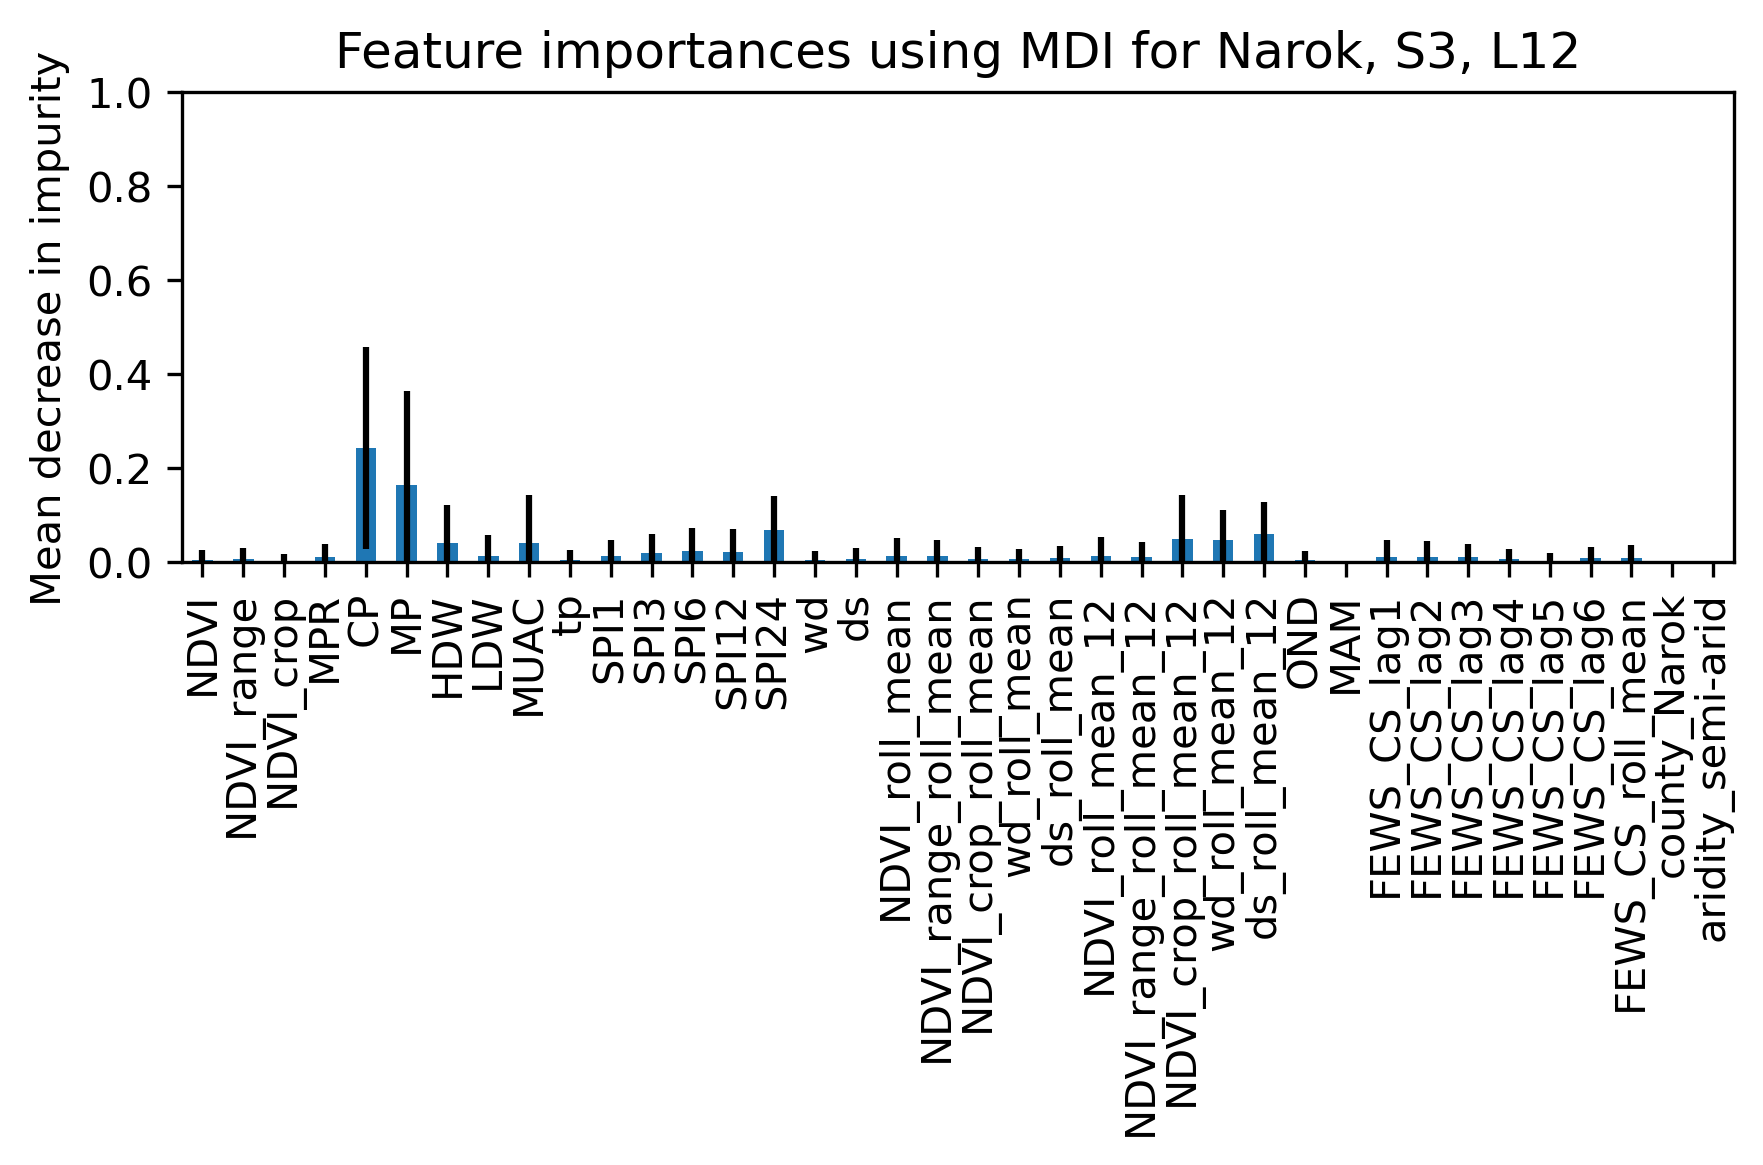 Feature importances using MDI for Narok, S3, L12
Mean decrease in impurity
1.0
0.8
0.6
0.4
0.2
0.0
NDVI
NDVI_range
NDVI_crop
MPR
CP
MP
HDW
LDW
MUAC
tp
SPI1
SPI3
SPI6
SPI12
SPI24
wd
ds
NDVI_roll_mean
NDVI_range_roll_mean
NDVI_crop_roll_mean
wd_roll_mean
ds_roll_mean
NDVI_roll_mean_12
NDVI_range_roll_mean_12
NDVI_crop_roll_mean_12
wd_roll_mean_12
ds_roll_mean_12
OND
MAM
FEWS_CS_lag1
FEWS_CS_lag2
FEWS_CS_lag3
FEWS_CS_lag4
FEWS_CS_lag5
FEWS_CS_lag6
FEWS_CS_roll_mean
county_Narok
aridity_semi-arid